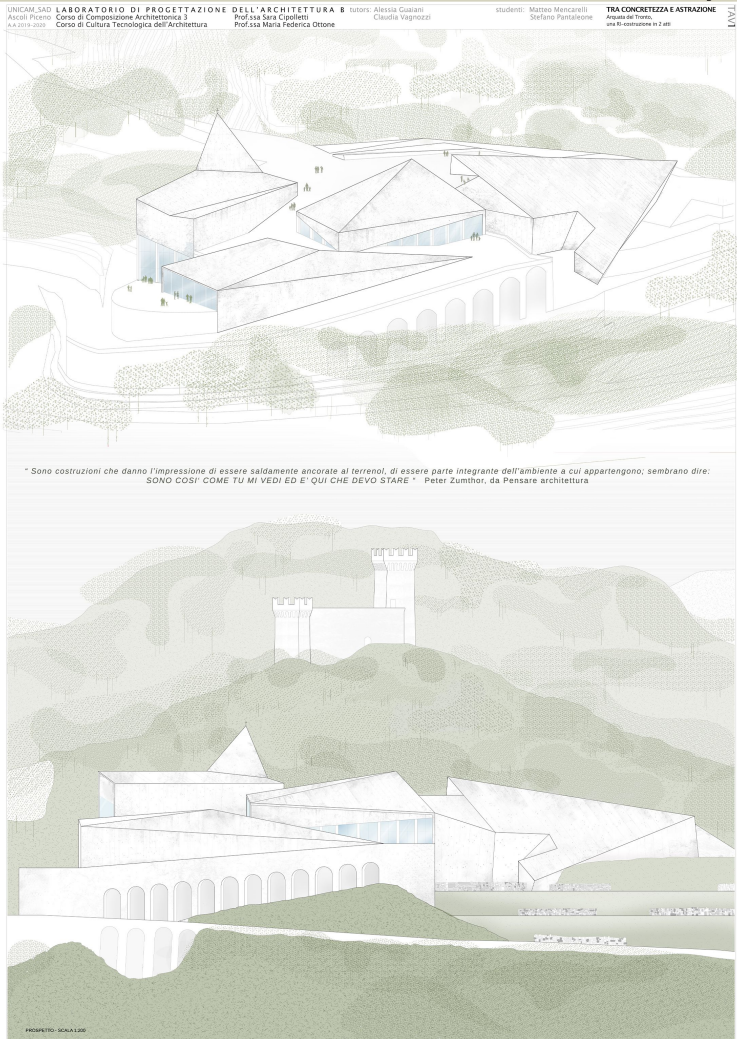 UNICAM_SAD LABORATORIO DI PROGETTAZIONE DELL'ARCHITETTURA B tutors: Alessia Guaiani studenti: Matteo Mencarelli TRA CONCRETEZZA E ASTRAZIONE
Ascoli Piceno Corso di Composizione Architettonica 3 Prof.ssa Sara Cipolletti Claudia Vagnozzi Stefano Pantaleone Arquata del Tronto,
A.A 2019-2020 Corso di Cultura Tecnologica dell'Architettura Prof.ssa Maria Federica Ottone una RI-costruzione in 2 atti
TAV1
“ Sono costruzioni che danno l'impressione di essere saldamente ancorate al terrenol, di essere parte integrante dell'ambiente a cui appartengono; sembrano dire:
SONO COSI' COME TU MI VEDI ED E' QUI CHE DEVO STARE “ Peter Zumthor, da Pensare architettura
PROSPETTO - SCALA 1:200